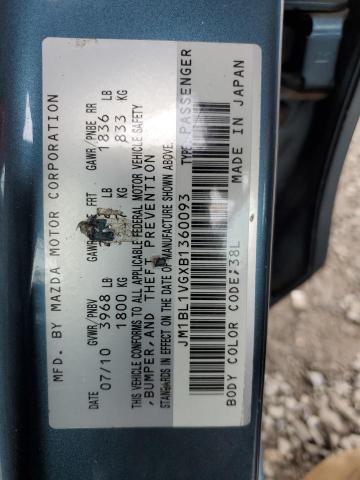 MFD. BY MAZDA MOTOR CORPORATION
DATE GVWR/PNBV GAWR FRT LB GAWR/PNBE RR LB
07/10 3968 LB 1836 LB
1800 KG KG 833 KG
THIS VEHICLE CONFORMS TO ALL APPLICABLE FEDERAL MOTOR VEHICLE SAFETY
,BUMPER,AND THEFT PREVENTION
STANDARDS IN EFFECT ON THE DATE OF MANUFACTURE SHOWN ABOVE.
JM1BL1VGXB1360093 TYPE:PASSENGER
BODY COLOR CODE;38L MADE IN JAPAN